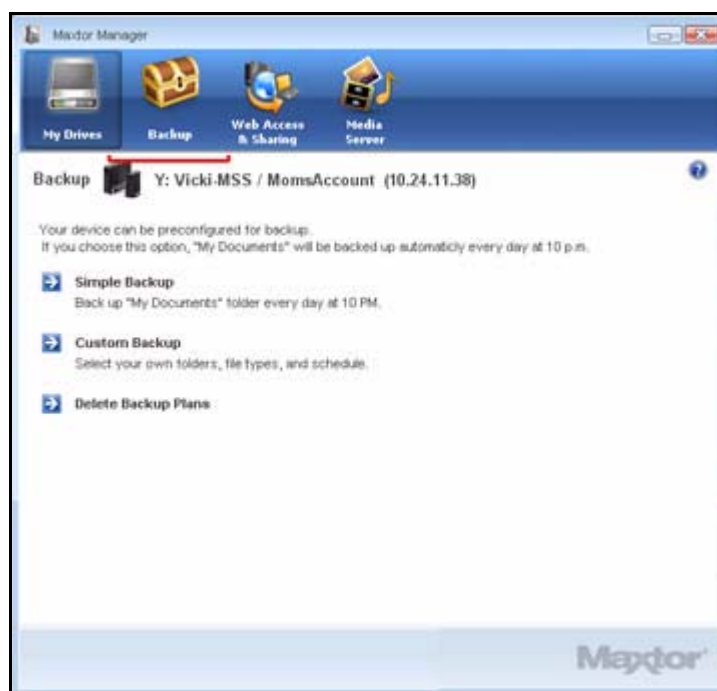 Maxtor Manager
My Drives
Backup
Web Access
& Sharing
Media
Server
Backup Y: Vicki-MSS / MomsAccount (10.24.11.38)
Your device can be preconfigured for backup.
If you choose this option, "My Documents" will be backed up automaticly every day at 10 p.m.
Simple Backup
Back up "My Documents" folder every day at 10 PM.
Custom Backup
Select your own folders, file types, and schedule.
Delete Backup Plans
Maxtor